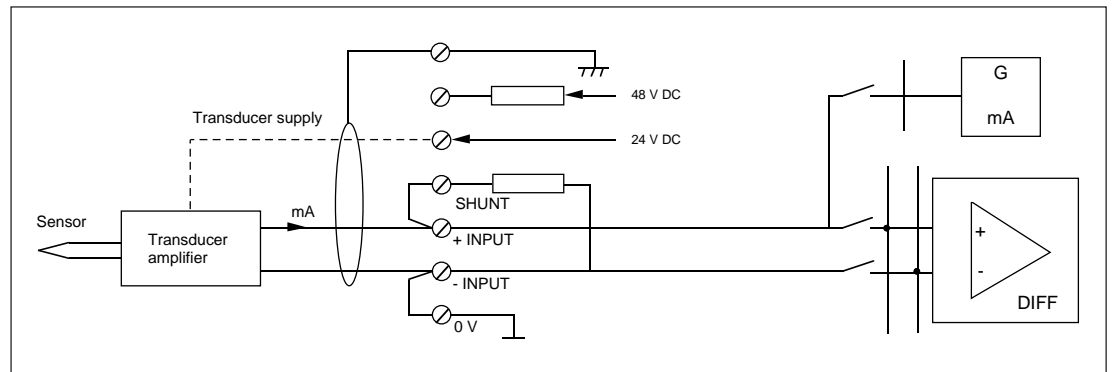 G
mA
48 V DC
Transducer supply
24 V DC
SHUNT
mA
Sensor
+ INPUT
Transducer
amplifier
+
-
- INPUT
DIFF
0 V